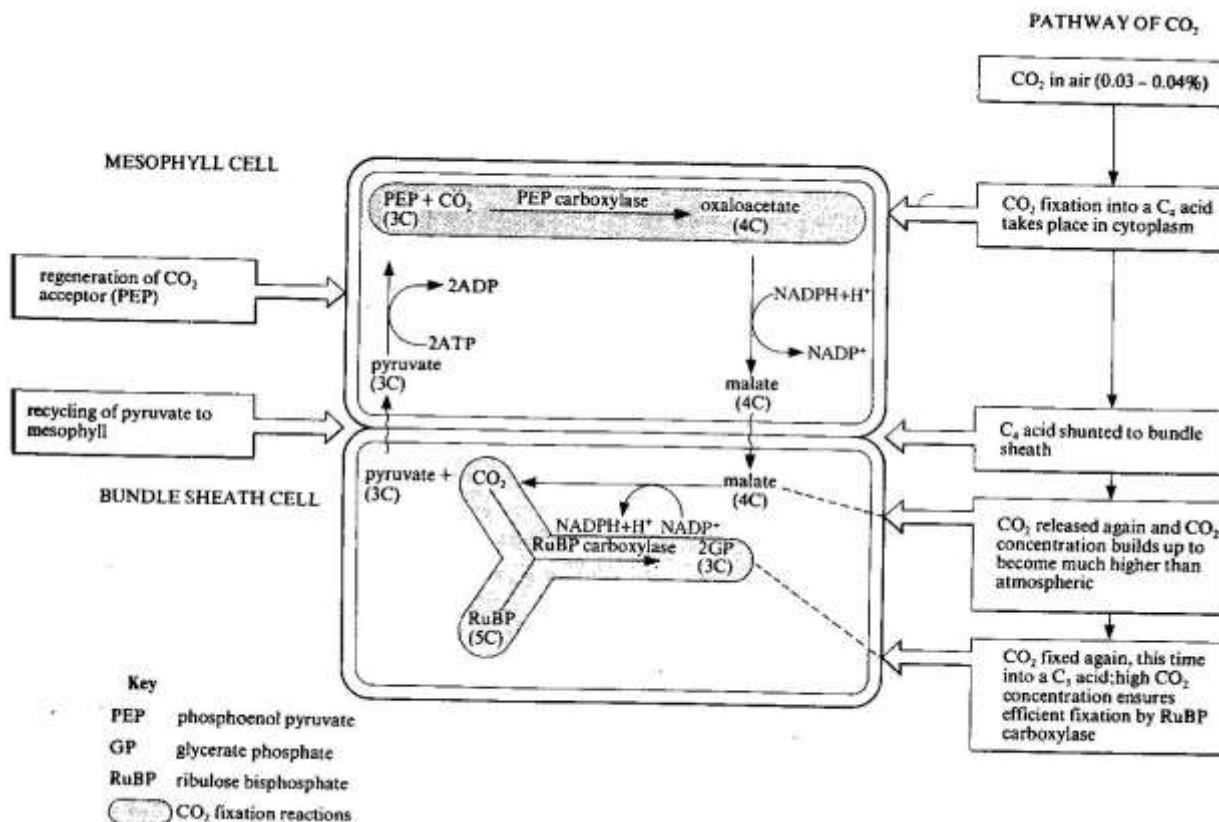 PATHWAY OF CO₂
CO₂ in air (0.03 – 0.04%)
MESOPHYLL CELL
PEP + CO₂
(3C)
PEP carboxylase
oxaloacetate
(4C)
CO₂ fixation into a C₄ acid
takes place in cytoplasm
regeneration of CO₂
acceptor (PEP)
2ADP
2ATP
pyruvate
(3C)
NADPH+H⁺
NADP⁺
malate
(4C)
recycling of pyruvate to
mesophyll
C₄ acid shunted to bundle
sheath
BUNDLE SHEATH CELL
pyruvate +
(3C)
CO₂
malate
(4C)
NADPH+H⁺ NADP⁺
RuBP carboxylase
2GP
(3C)
RuBP
(5C)
CO₂ released again and CO₂
concentration builds up to
become much higher than
atmospheric
CO₂ fixed again, this time
into a C₃ acid; high CO₂
concentration ensures
efficient fixation by RuBP
carboxylase
Key
PEP phosphoenol pyruvate
GP glycerate phosphate
RuBP ribulose bisphosphate
CO₂ fixation reactions